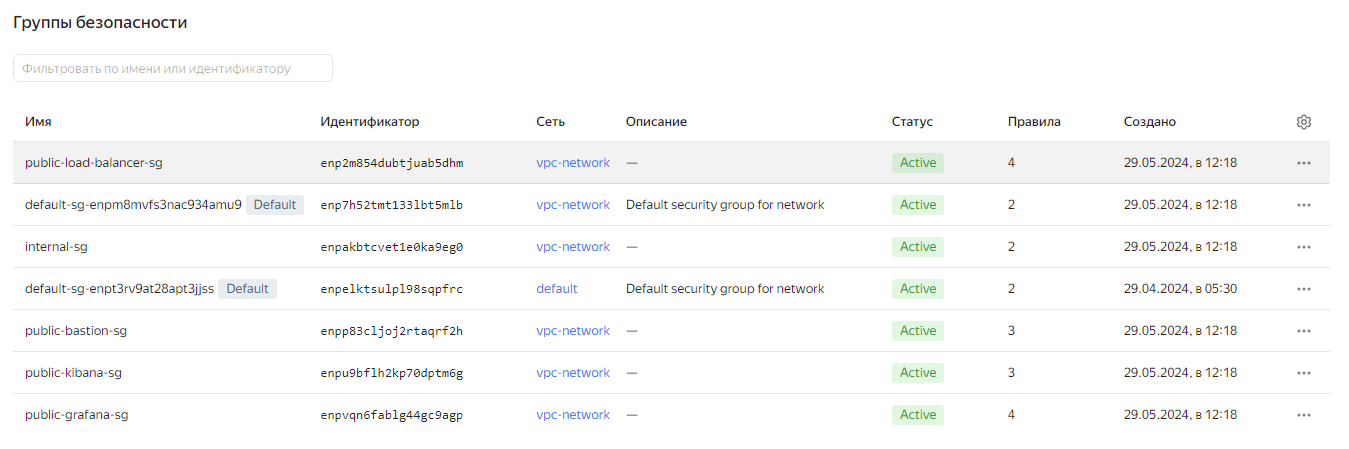 Группы безопасности
Фильтровать по имени или идентификатору
Имя Идентификатор Сеть Описание Статус Правила Создано
public-load-balancer-sg enp2m854dubtjuab5dhm vpc-network — Active 4 29.05.2024, в 12:18
default-sg-enpm8mvfs3nac934amu9 Default enp7h52tmt133lbt5mlb vpc-network Default security group for network Active 2 29.05.2024, в 12:18
internal-sg enpakbtcvet1e0ka9eg0 vpc-network — Active 2 29.05.2024, в 12:18
default-sg-enpt3rv9at28apt3jjss Default enpelktsulpl98sqpfrc default Default security group for network Active 2 29.04.2024, в 05:30
public-bastion-sg enpp83cljoj2rtaqrf2h vpc-network — Active 3 29.05.2024, в 12:18
public-kibana-sg enpu9bflh2kp70dptm6g vpc-network — Active 3 29.05.2024, в 12:18
public-grafana-sg enpvqn6fablg44gc9agp vpc-network — Active 4 29.05.2024, в 12:18